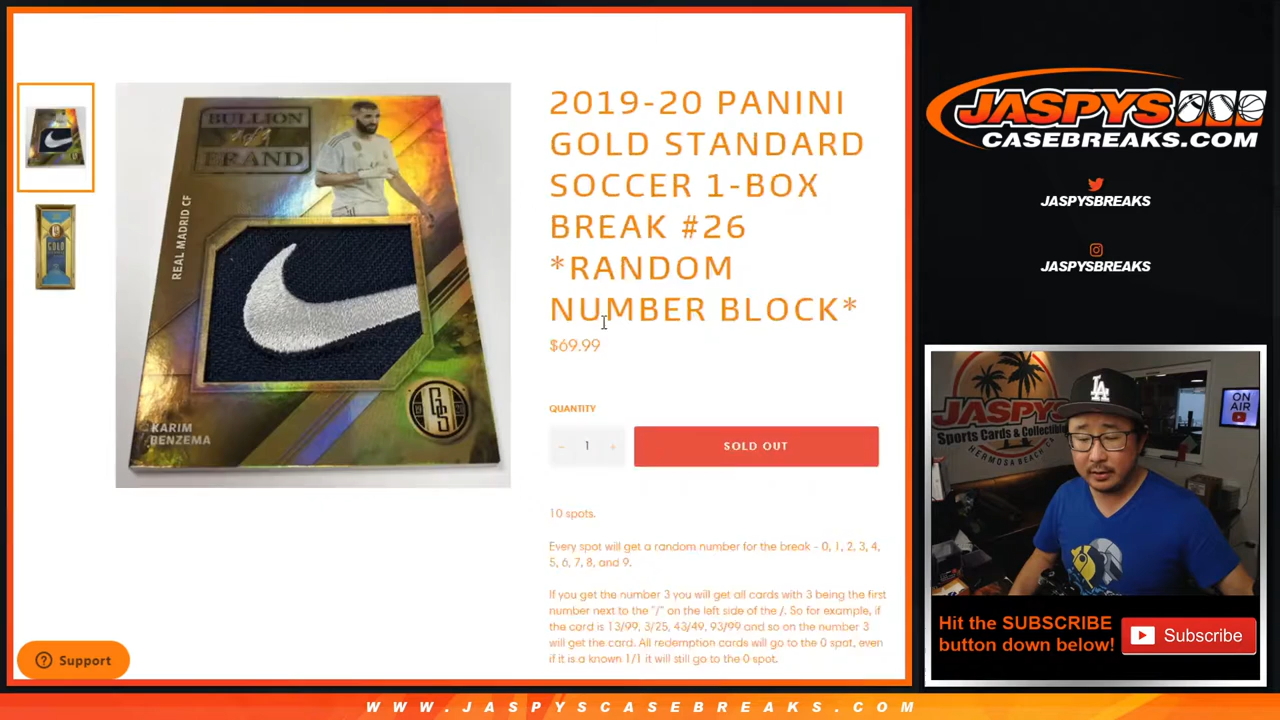 BULLION
BRAND
REAL MADRID CF
KARIM
BENZEMA
GS
2019-20 PANINI
GOLD STANDARD
SOCCER 1-BOX
BREAK #26
*RANDOM
NUMBER BLOCK*
$69.99
QUANTITY
- 1 +
SOLD OUT
10 spots.
Every spot will get a random number for the break - 0, 1, 2, 3, 4,
5, 6, 7, 8, and 9.
If you get the number 3 you will get all cards with 3 being the first
number next to the "/" on the left side of the /. So for example, if
the card is 13/99, 3/25, 43/49, 93/99 and so on the number 3
will get the card. All redemption cards will go to the 0 spot, even
if it is a known 1/1 it will still go to the 0 spot.
Support
JASPYS
CASEBREAKS.COM
JASPYSBREAKS
JASPYSBREAKS
JASPYS
Sports Cards & Collectibles
HERMOSA BEACH
ON
AIR
LA
Hit the SUBSCRIBE
button down below!
Subscribe
WWW.JASPYSCASEBREAKS.COM